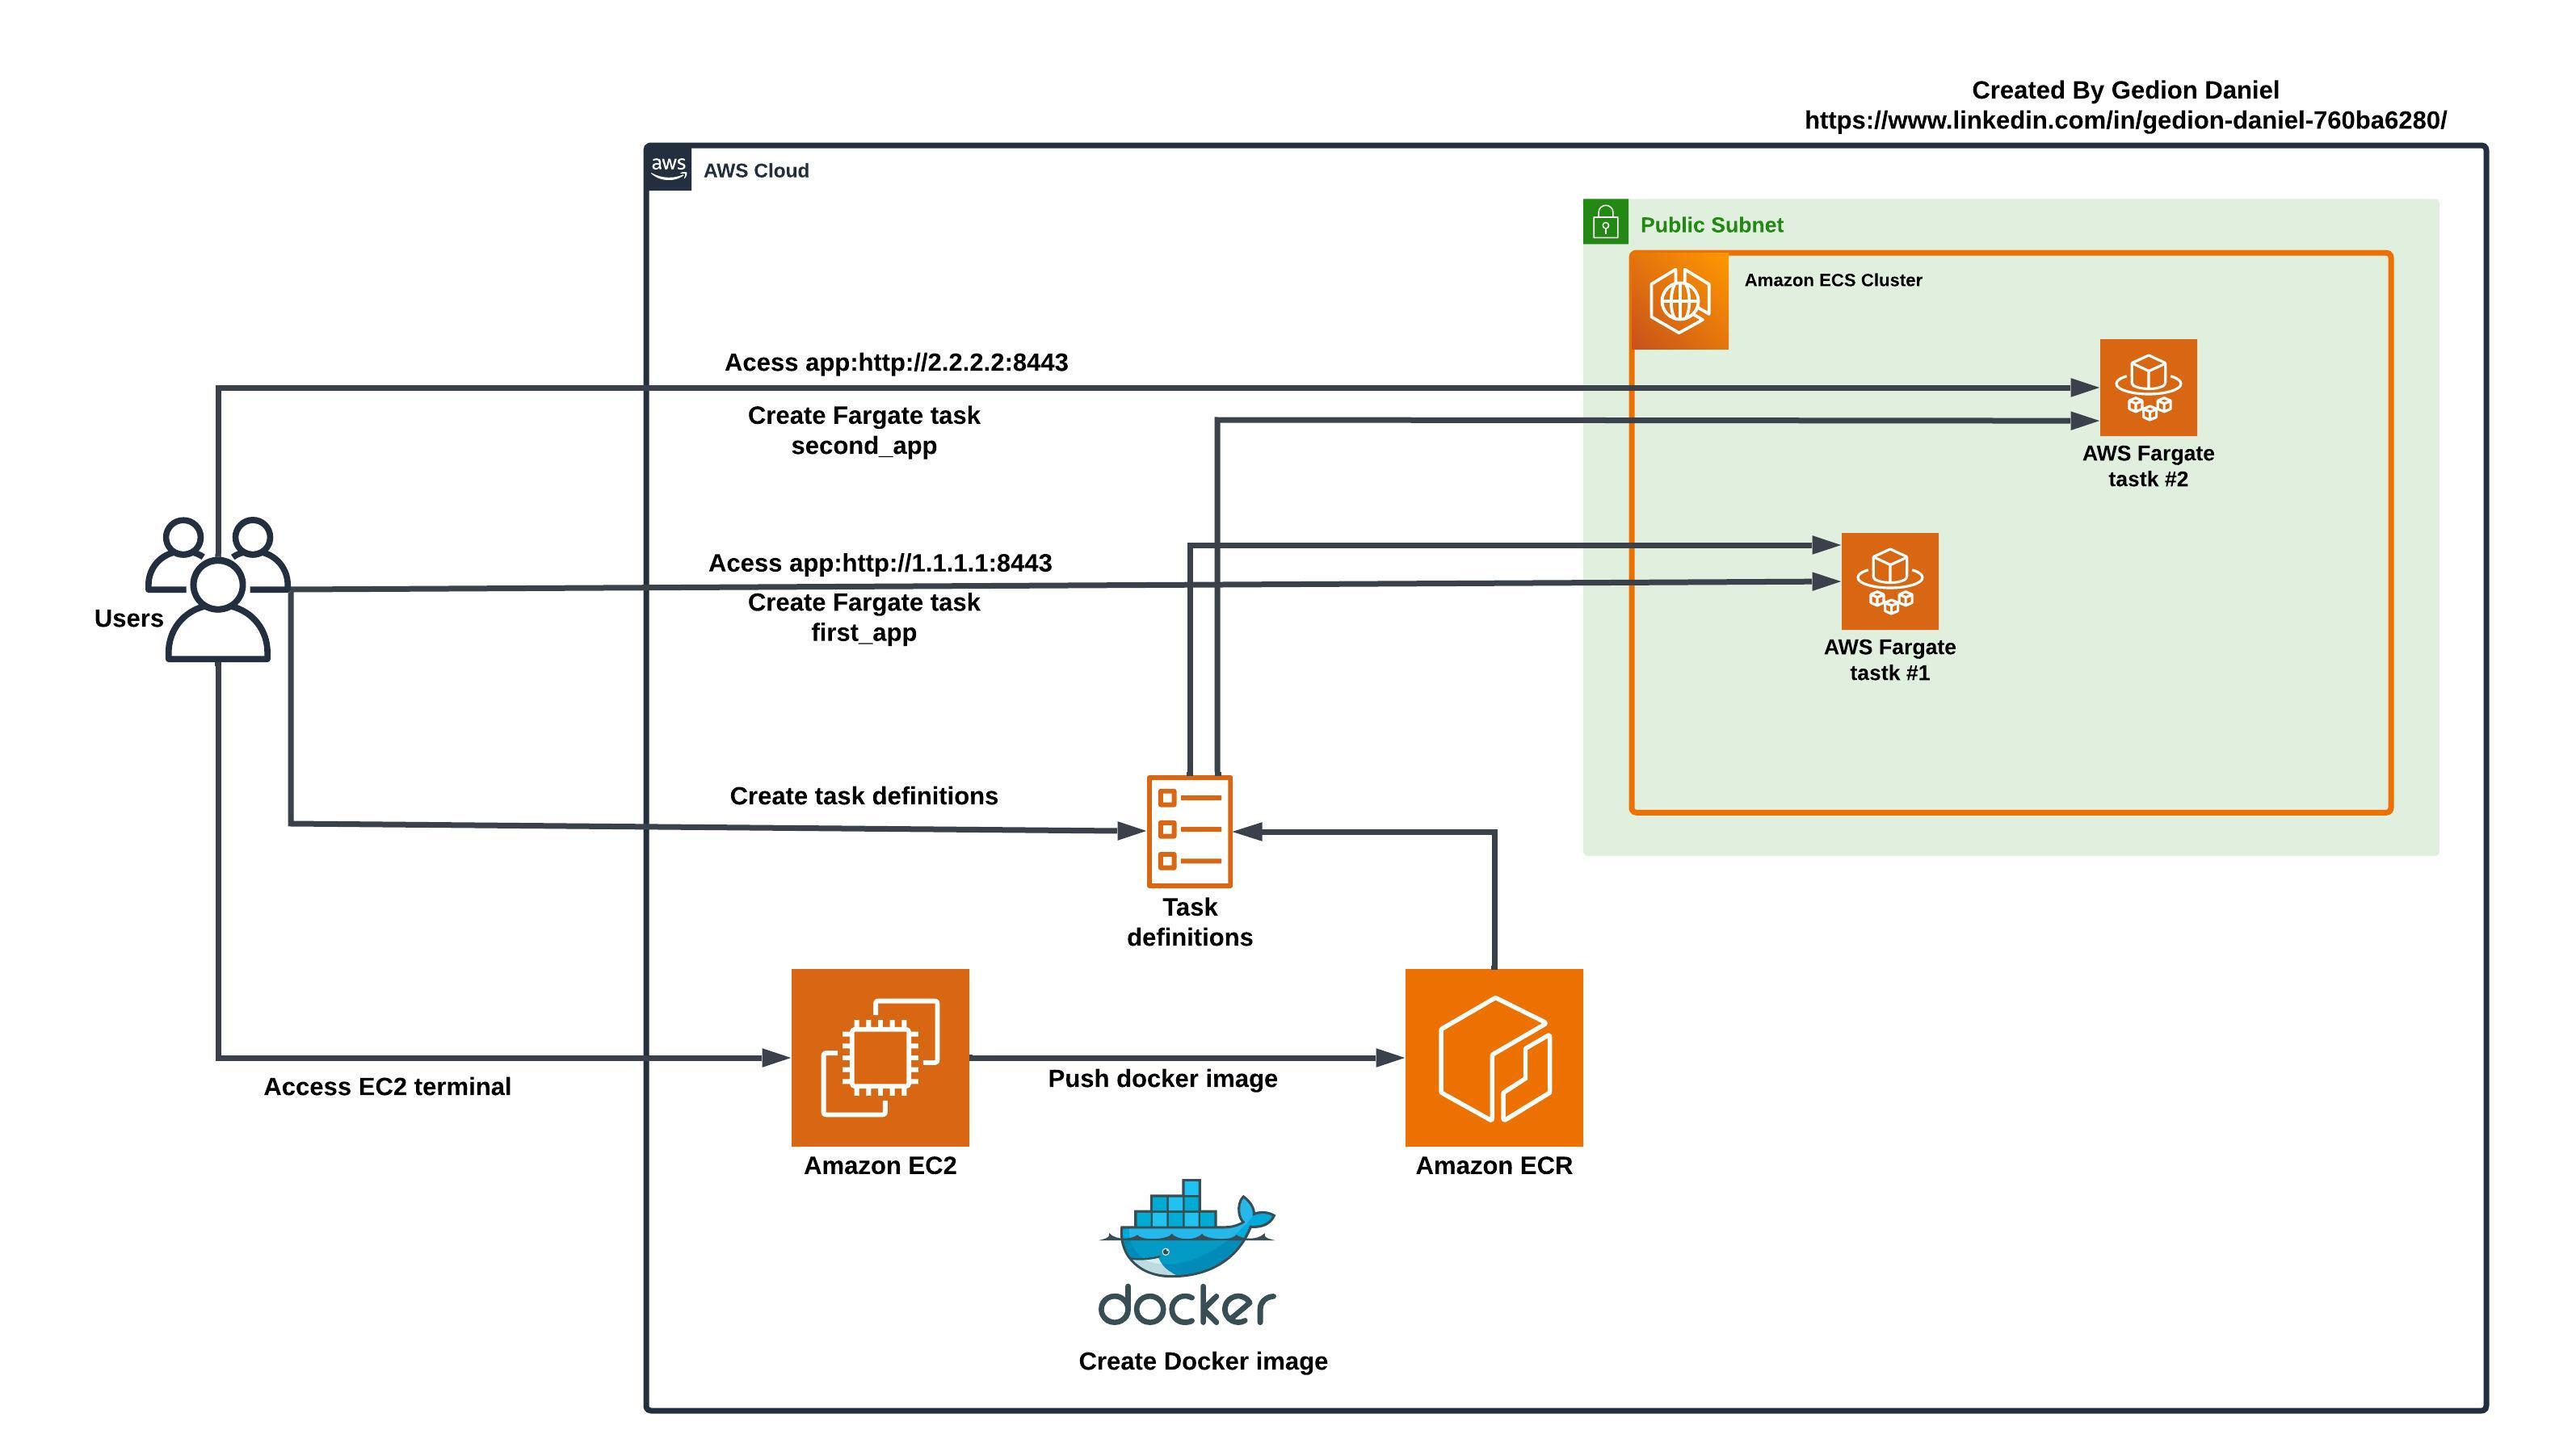 Created By Gedion Daniel
https://www.linkedin.com/in/gedion-daniel-760ba6280/
aws
AWS Cloud
Public Subnet
Amazon ECS Cluster
Acess app:http://2.2.2.2:8443
Create Fargate task
second_app
AWS Fargate
tastk #2
Acess app:http://1.1.1.1:8443
Create Fargate task
first_app
Users
AWS Fargate
tastk #1
Create task definitions
Task
definitions
Access EC2 terminal
Push docker image
Amazon EC2
Amazon ECR
docker
Create Docker image